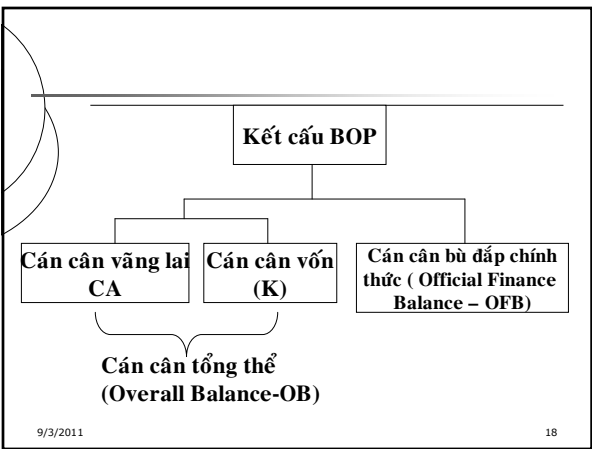 Kết cấu BOP
Cán cân vãng lai
CA
Cán cân vốn
(K)
Cán cân bù đắp chính
thức ( Official Finance
Balance – OFB)
Cán cân tổng thể
(Overall Balance-OB)
9/3/2011
18